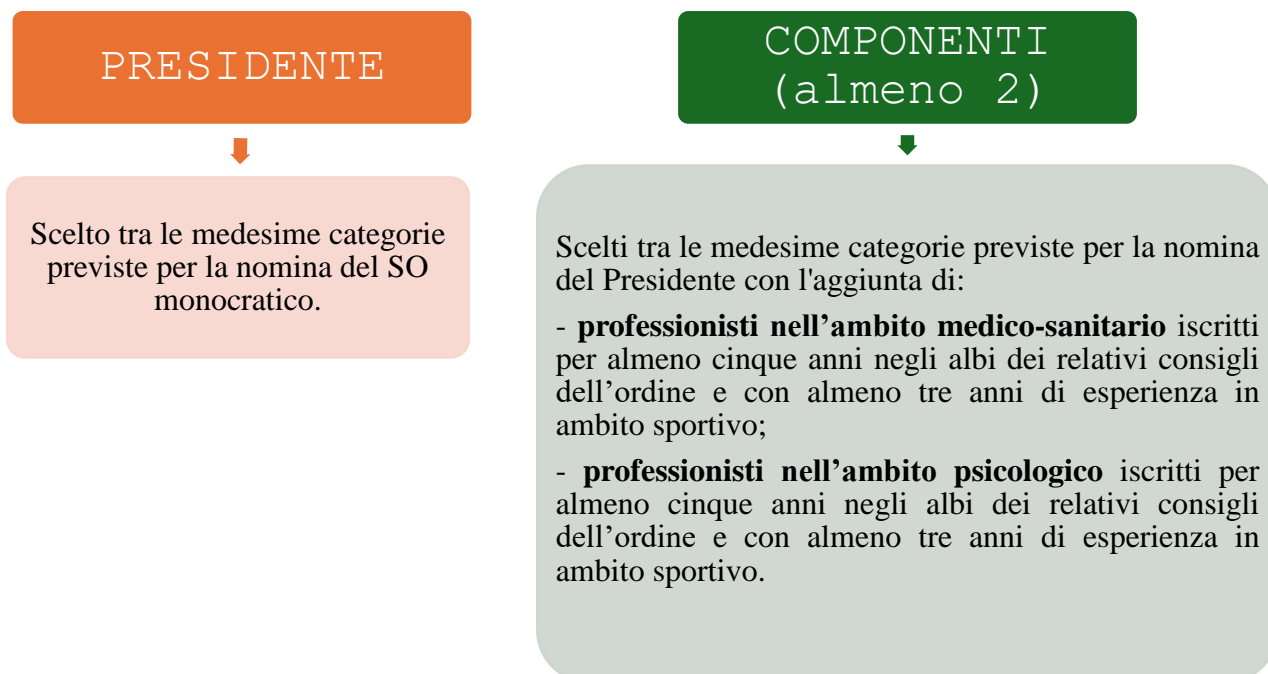 PRESIDENTE
Scelto tra le medesime categorie
previste per la nomina del SO
monocratico.
COMPONENTI
(almeno 2)
Scelti tra le medesime categorie previste per la nomina
del Presidente con l'aggiunta di:
- professionisti nell’ambito medico-sanitario iscritti
per almeno cinque anni negli albi dei relativi consigli
dell’ordine e con almeno tre anni di esperienza in
ambito sportivo;
- professionisti nell’ambito psicologico iscritti per
almeno cinque anni negli albi dei relativi consigli
dell’ordine e con almeno tre anni di esperienza in
ambito sportivo.